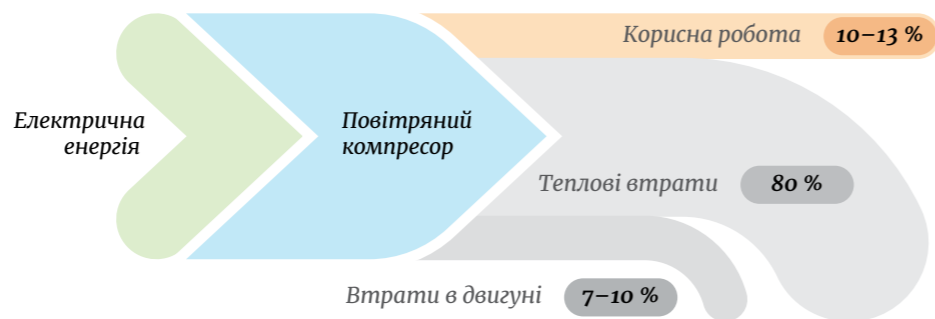 Корисна робота 10–13 %
Електрична
енергія
Повітряний
компресор
Теплові втрати 80 %
Втрати в двигуні 7–10 %